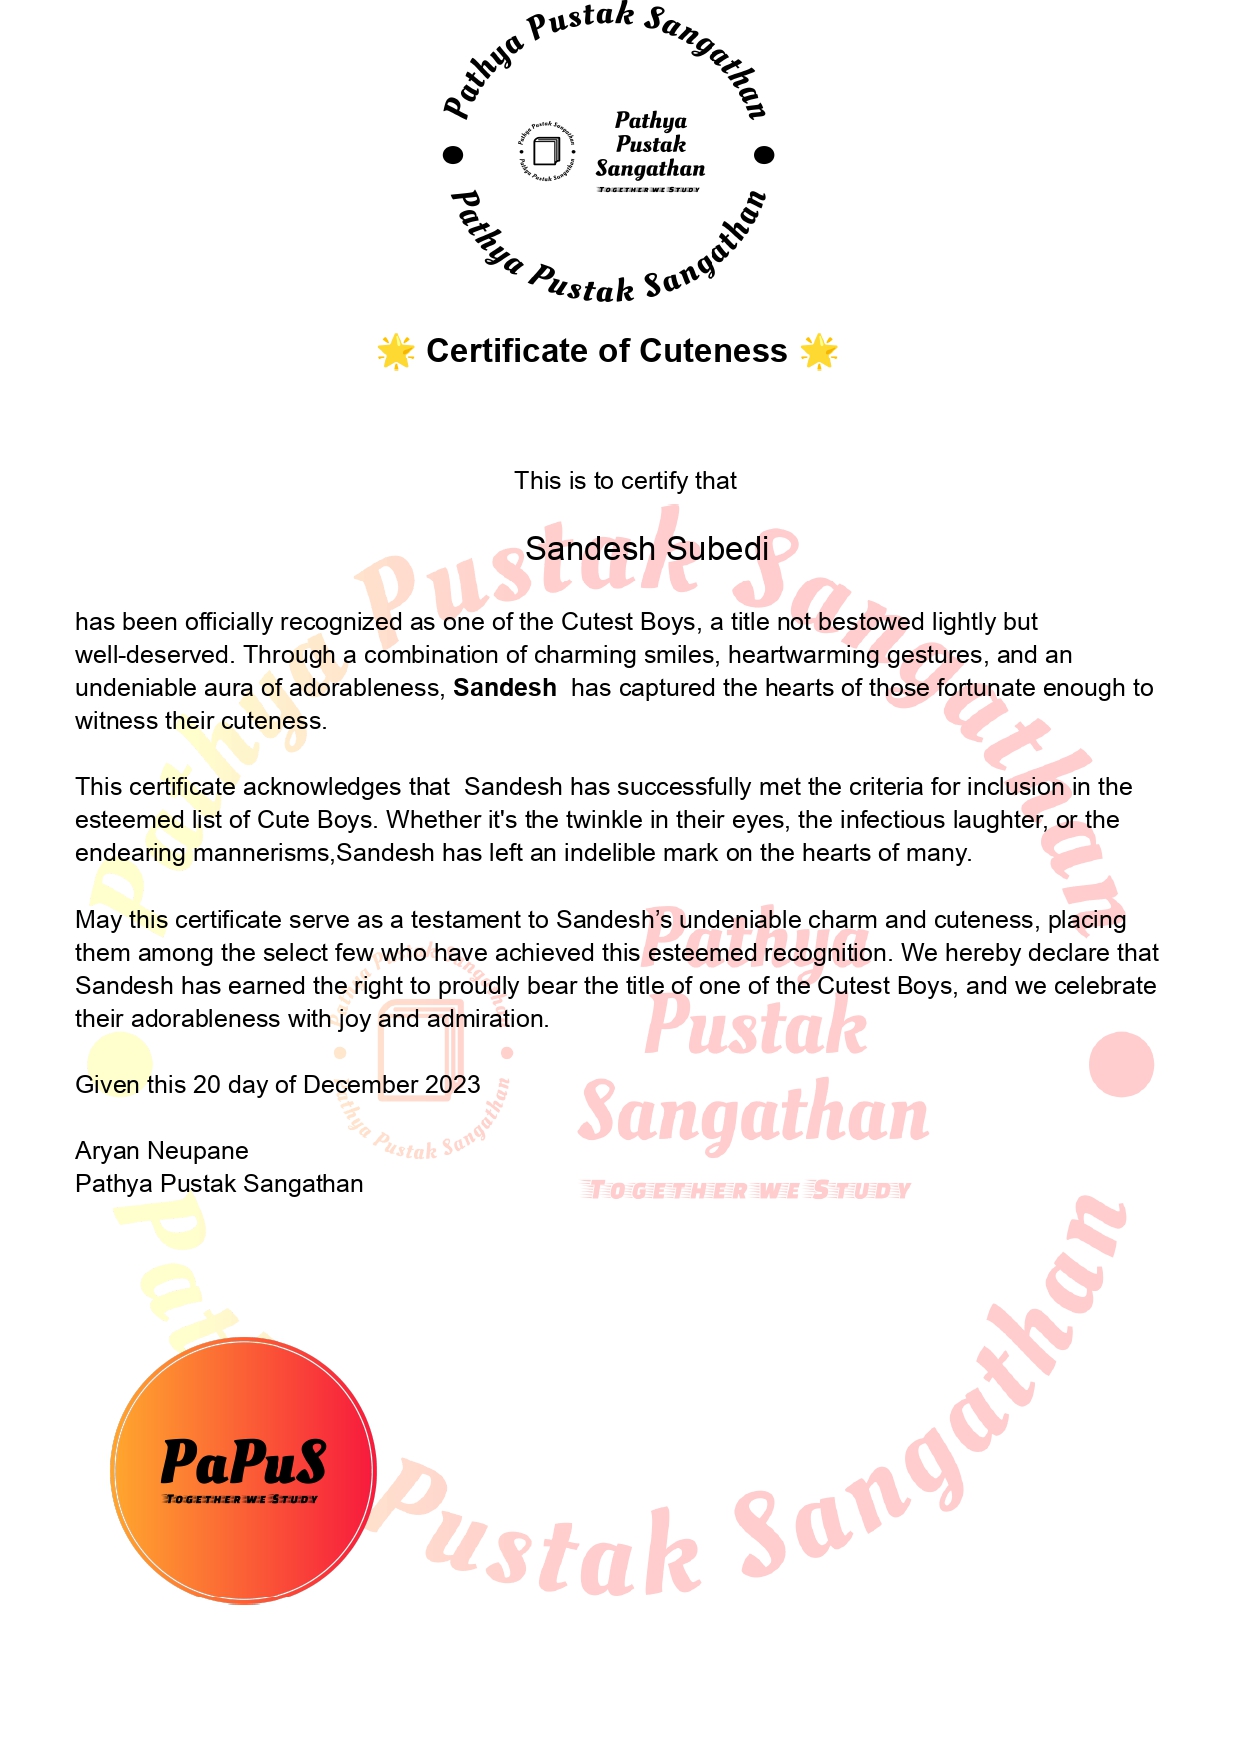 Pathya Pustak Sangathan
Pathya Pustak Sangathan
Pathya Pustak Sangathan
Pathya
Pustak
Sangathan
TOGETHER WE STUDY
Pathya Pustak Sangathan
🌟 Certificate of Cuteness 🌟
This is to certify that
Sandesh Subedi
has been officially recognized as one of the Cutest Boys, a title not bestowed lightly but
well-deserved. Through a combination of charming smiles, heartwarming gestures, and an
undeniable aura of adorableness, Sandesh  has captured the hearts of those fortunate enough to
witness their cuteness.
This certificate acknowledges that  Sandesh has successfully met the criteria for inclusion in the
esteemed list of Cute Boys. Whether it's the twinkle in their eyes, the infectious laughter, or the
endearing mannerisms,Sandesh has left an indelible mark on the hearts of many.
May this certificate serve as a testament to Sandesh’s undeniable charm and cuteness, placing
them among the select few who have achieved this esteemed recognition. We hereby declare that
Sandesh has earned the right to proudly bear the title of one of the Cutest Boys, and we celebrate
their adorableness with joy and admiration.
Given this 20 day of December 2023
Aryan Neupane
Pathya Pustak Sangathan
Pathya Pustak Sangathan
Pathya Pustak Sangathan
Pathya
Pustak
Sangathan
TOGETHER WE STUDY
Pathya Pustak Sangathan
Pathya Pustak Sangathan
PaPuS
TOGETHER WE STUDY